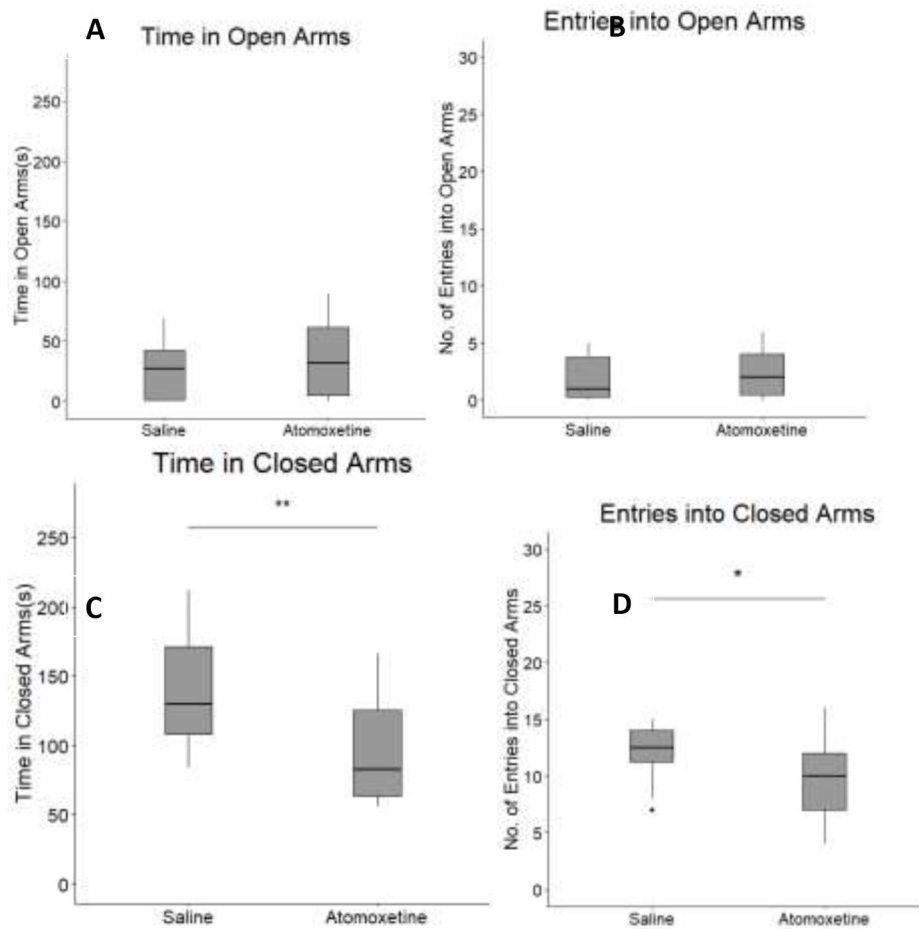 A
Time in Open Arms
Time in Open Arms(s)
250
200
150
100
50
0
Saline
Atomoxetine
B
Entries into Open Arms
No. of Entries into Open Arms
30
25
20
15
10
5
0
Saline
Atomoxetine
C
Time in Closed Arms
Time in Closed Arms(s)
**
250
200
150
100
50
0
Saline
Atomoxetine
D
Entries into Closed Arms
No. of Entries into Closed Arms
*
30
25
20
15
10
5
0
Saline
Atomoxetine